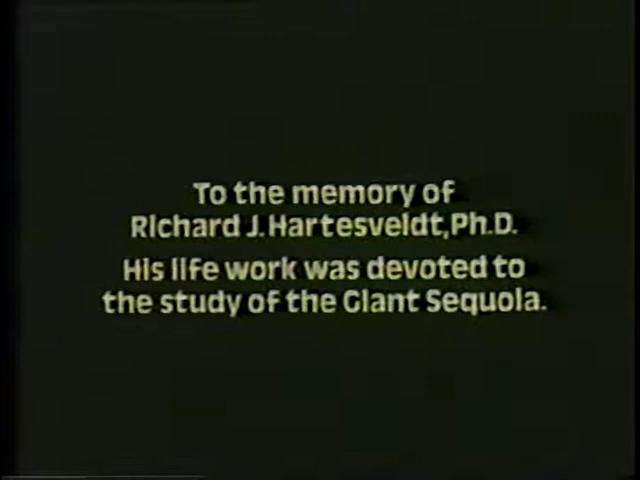 To the memory of
Richard J. Hartesveldt, Ph.D.
His life work was devoted to
the study of the Giant Sequoia.